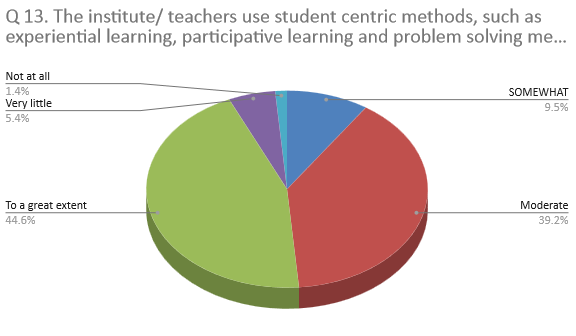 Q 13. The institute/ teachers use student centric methods, such as
experiential learning, participative learning and problem solving me...
Not at all
1.4%
Very little
5.4%
SOMEWHAT
9.5%
To a great extent
44.6%
Moderate
39.2%